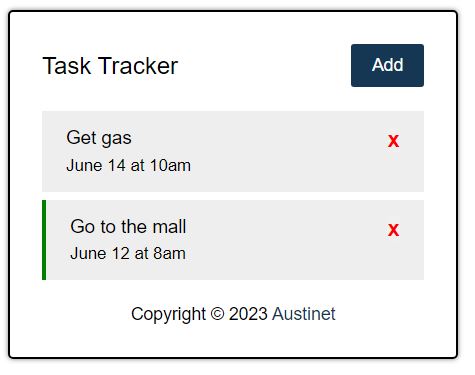 Task Tracker
Add
Get gas
x
June 14 at 10am
Go to the mall
x
June 12 at 8am
Copyright © 2023 Austinet